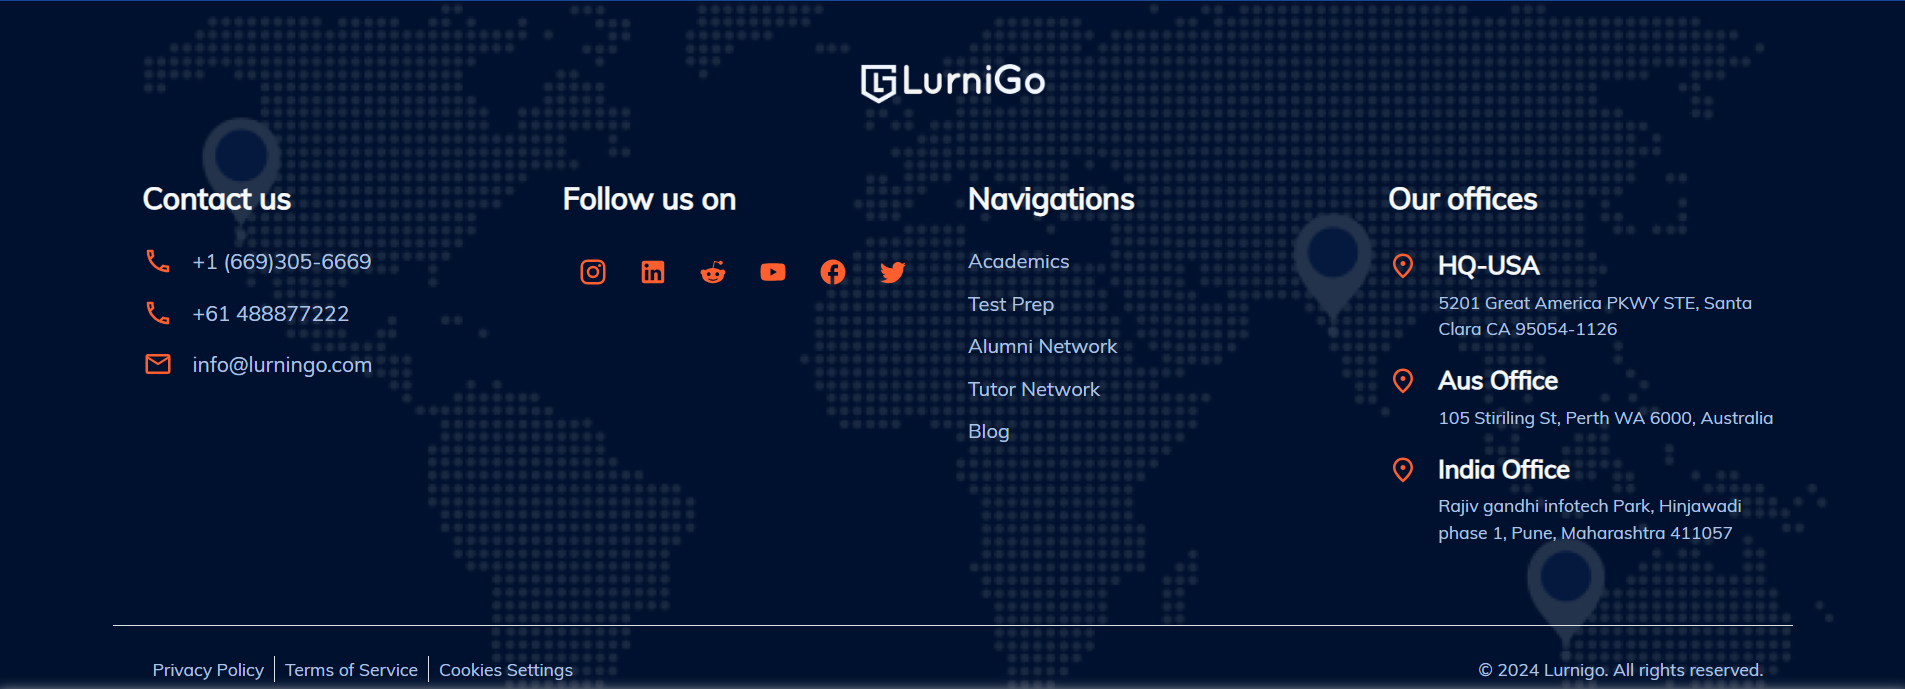 LurniGo
Contact us
+1 (669)305-6669
+61 488877222
info@lurningo.com
Follow us on
Navigations
Academics
Test Prep
Alumni Network
Tutor Network
Blog
Our offices
HQ-USA
5201 Great America PKWY STE, Santa
Clara CA 95054-1126
Aus Office
105 Stiriling St, Perth WA 6000, Australia
India Office
Rajiv gandhi infotech Park, Hinjawadi
phase 1, Pune, Maharashtra 411057
Privacy Policy | Terms of Service | Cookies Settings
© 2024 Lurnigo. All rights reserved.